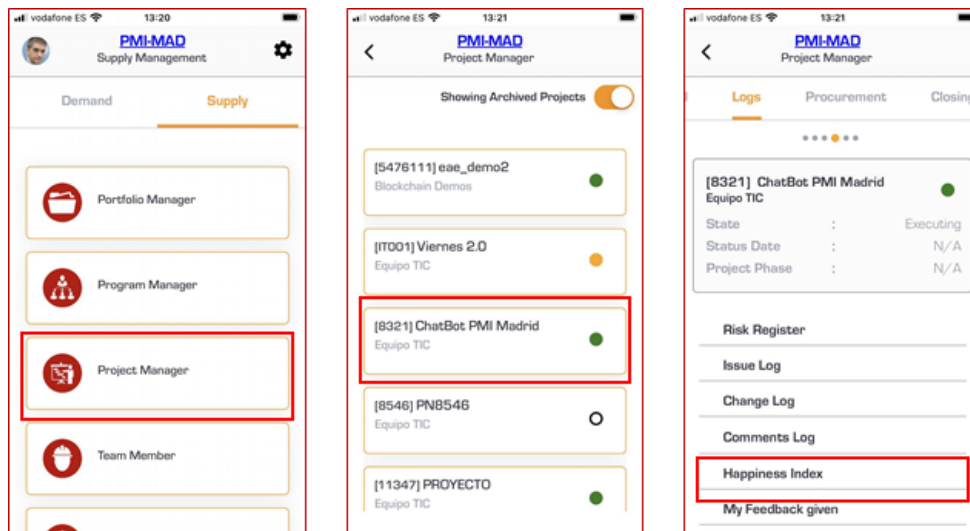 vodafone ES 13:20
PMI-MAD
Supply Management
Demand Supply
Portfolio Manager
Program Manager
Project Manager
Team Member
vodafone ES 13:21
PMI-MAD
Project Manager
Showing Archived Projects
[5476111] eae_demo2
Blockchain Demos
[IT001] Viernes 2.0
Equipo TIC
[8321] ChatBot PMI Madrid
Equipo TIC
[8546] PN8546
Equipo TIC
[11347] PROYECTO
Equipo TIC
vodafone ES 13:21
PMI-MAD
Project Manager
Logs Procurement Closing
[8321] ChatBot PMI Madrid
Equipo TIC
State : Executing
Status Date : N/A
Project Phase : N/A
Risk Register
Issue Log
Change Log
Comments Log
Happiness Index
My Feedback given